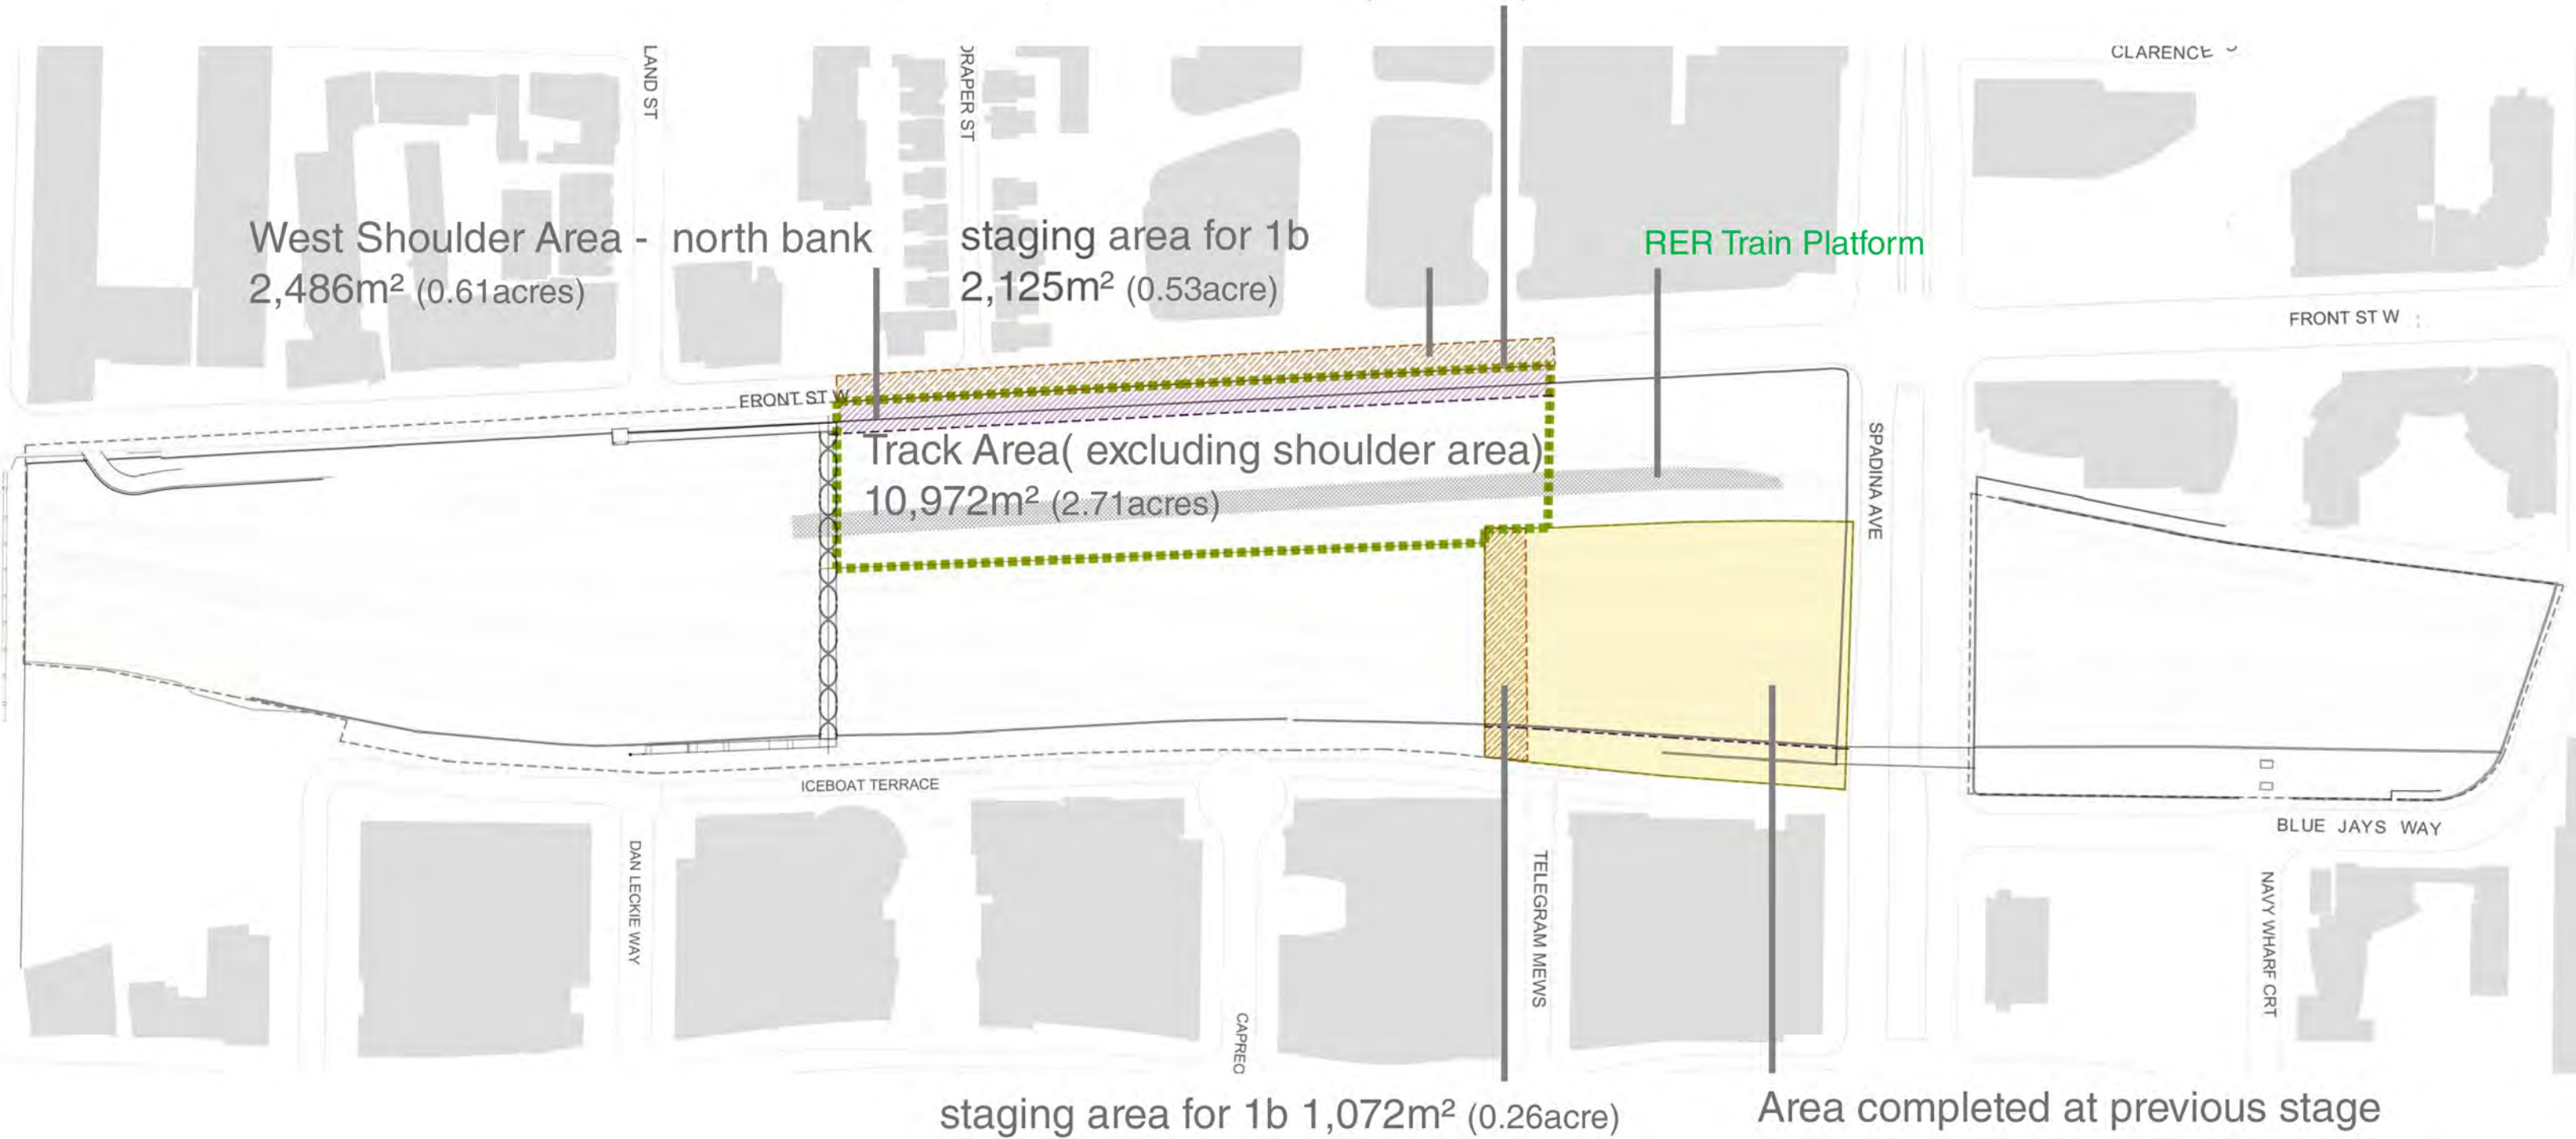 CLARENCE
LAND ST
DRAPER ST
West Shoulder Area - north bank
2,486m² (0.61acres)
staging area for 1b
2,125m² (0.53acre)
RER Train Platform
FRONT ST W
FRONT ST W
SPADINA AVE
Track Area( excluding shoulder area)
10,972m² (2.71acres)
ICEBOAT TERRACE
BLUE JAYS WAY
DAN LECKIE WAY
TELEGRAM MEWS
NAVY WHARF CRT
CAPREO
staging area for 1b 1,072m² (0.26acre)
Area completed at previous stage